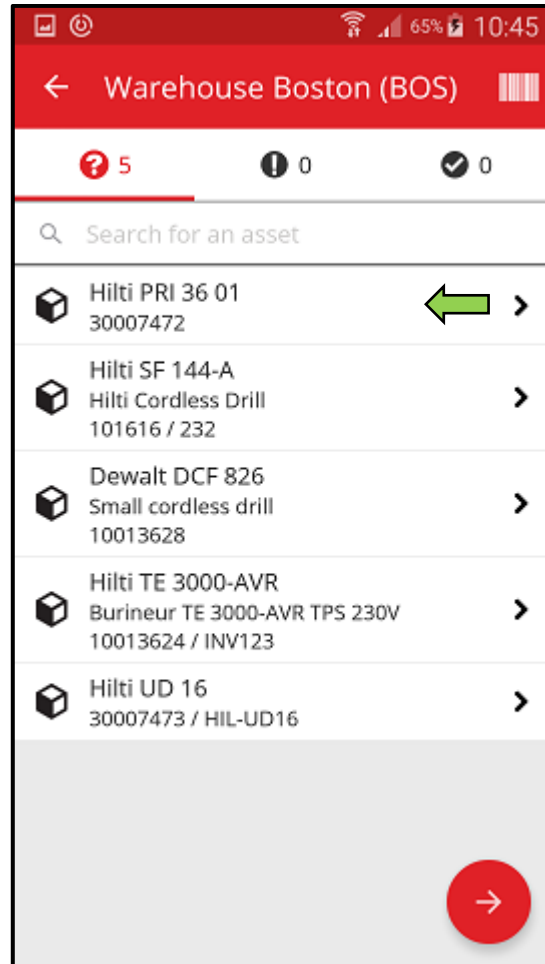 65% 10:45
Warehouse Boston (BOS)
5 0 0
Search for an asset
Hilti PRI 36 01
30007472
Hilti SF 144-A
Hilti Cordless Drill
101616 / 232
Dewalt DCF 826
Small cordless drill
10013628
Hilti TE 3000-AVR
Burineur TE 3000-AVR TPS 230V
10013624 / INV123
Hilti UD 16
30007473 / HIL-UD16